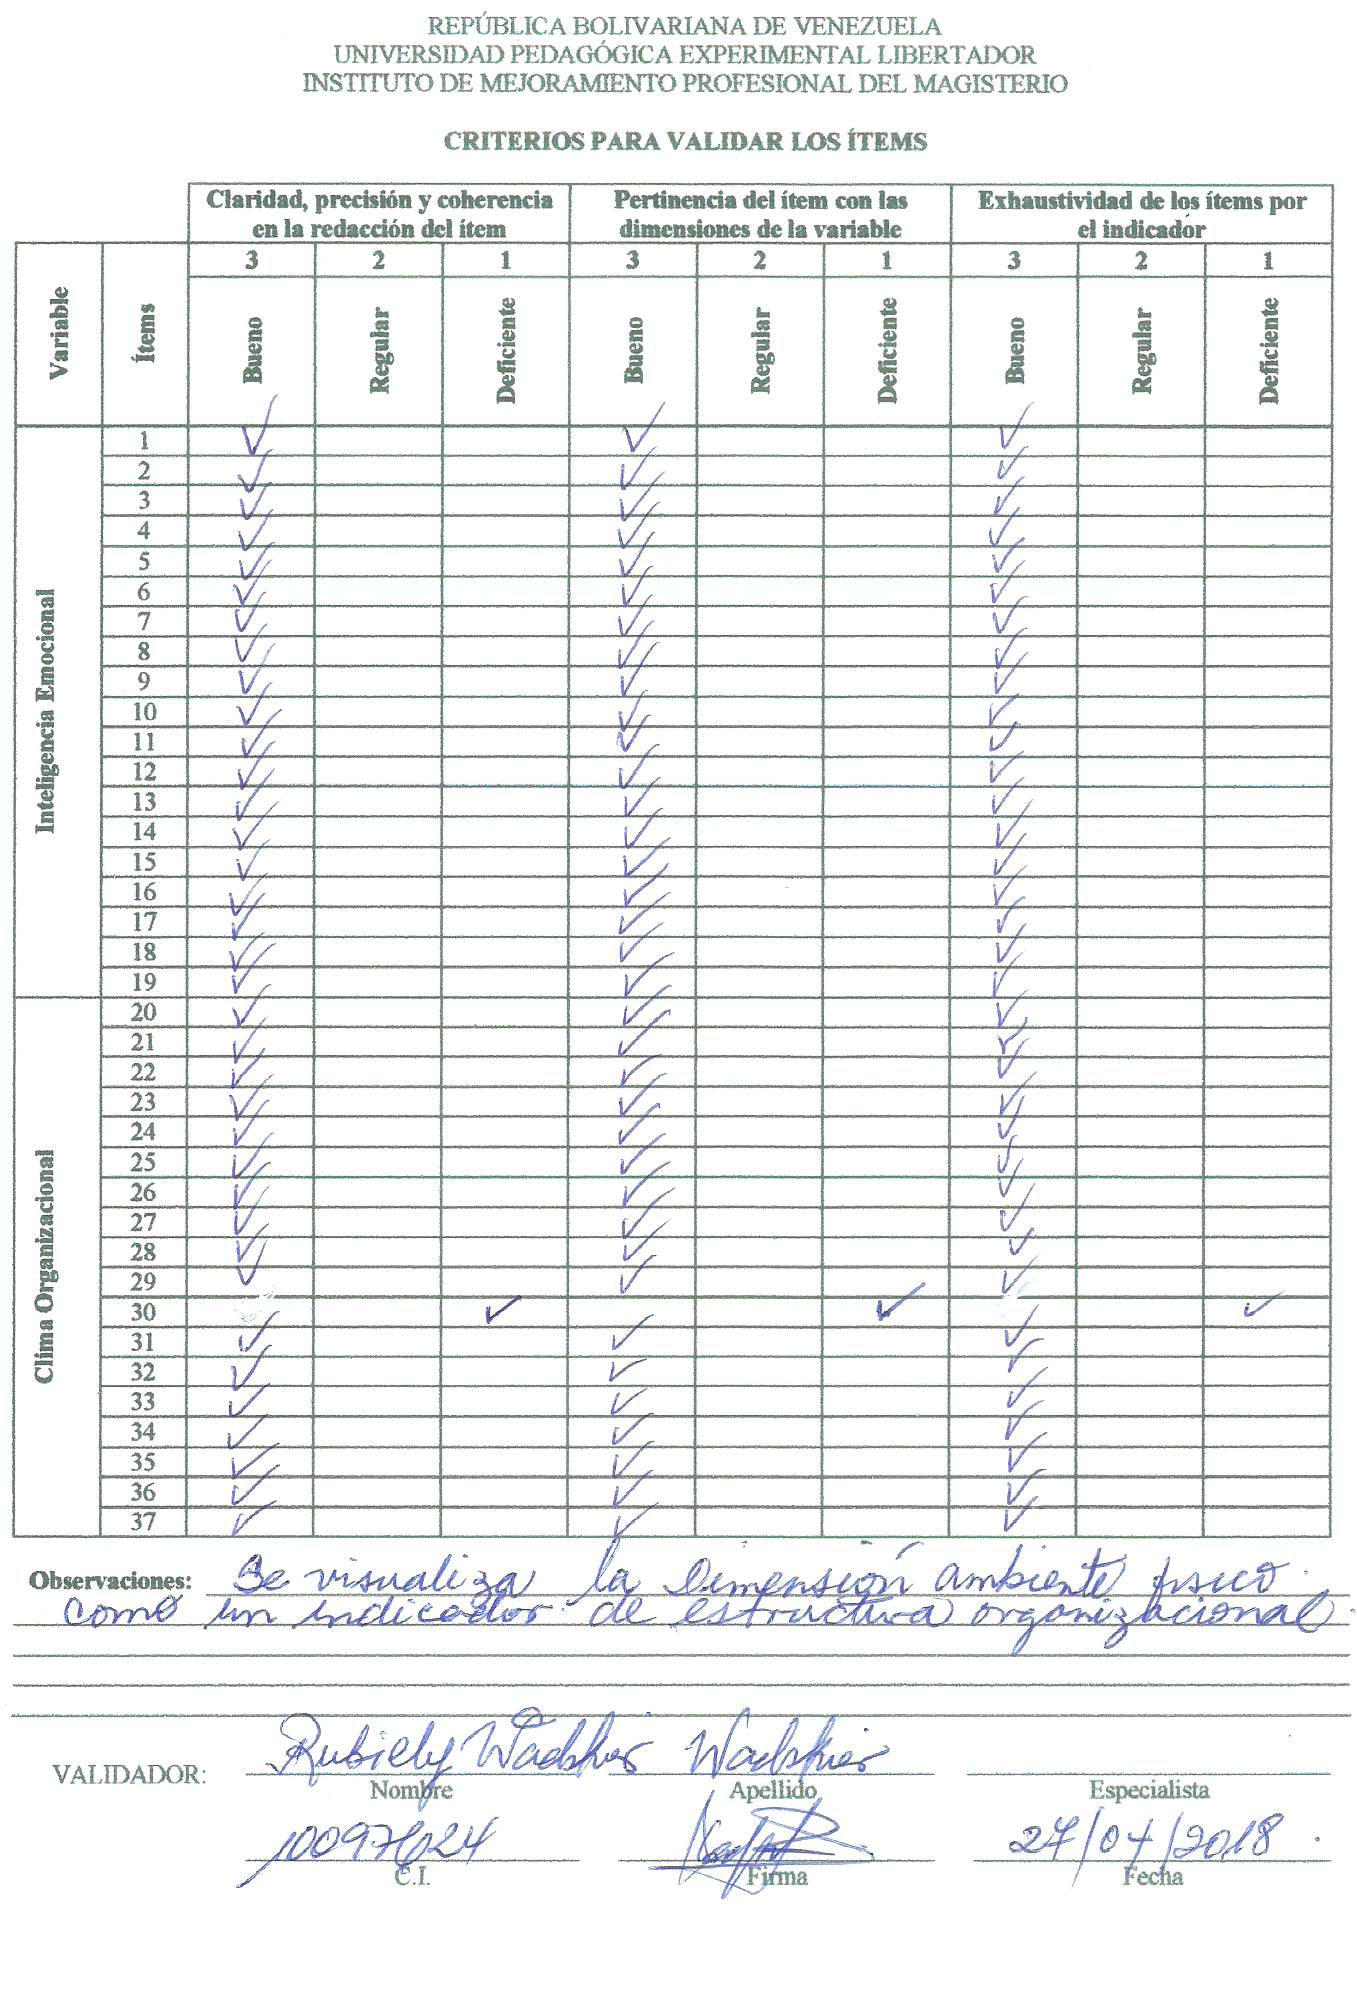 REPÚBLICA BOLIVARIANA DE VENEZUELA
UNIVERSIDAD PEDAGÓGICA EXPERIMENTAL LIBERTADOR
INSTITUTO DE MEJORAMIENTO PROFESIONAL DEL MAGISTERIO
CRITERIOS PARA VALIDAR LOS ÍTEMS
Claridad, precisión y coherencia en la redacción del ítem
Pertinencia del ítem con las dimensiones de la variable
Exhaustividad de los ítems por el indicador
3 2 1 3 2 1 3 2 1
Variable Ítems Bueno Regular Deficiente Bueno Regular Deficiente Bueno Regular Deficiente
Inteligencia Emocional
1 ✓ ✓ ✓
2 ✓ ✓ ✓
3 ✓ ✓ ✓
4 ✓ ✓ ✓
5 ✓ ✓ ✓
6 ✓ ✓ ✓
7 ✓ ✓ ✓
8 ✓ ✓ ✓
9 ✓ ✓ ✓
10 ✓ ✓ ✓
11 ✓ ✓ ✓
12 ✓ ✓ ✓
13 ✓ ✓ ✓
14 ✓ ✓ ✓
15 ✓ ✓ ✓
16 ✓ ✓ ✓
17 ✓ ✓ ✓
18 ✓ ✓ ✓
19 ✓ ✓ ✓
Clima Organizacional
20 ✓ ✓ ✓
21 ✓ ✓ ✓
22 ✓ ✓ ✓
23 ✓ ✓ ✓
24 ✓ ✓ ✓
25 ✓ ✓ ✓
26 ✓ ✓ ✓
27 ✓ ✓ ✓
28 ✓ ✓ ✓
29 ✓ ✓ ✓
30 ✓ ✓ ✓
31 ✓ ✓ ✓
32 ✓ ✓ ✓
33 ✓ ✓ ✓
34 ✓ ✓ ✓
35 ✓ ✓ ✓
36 ✓ ✓ ✓
37 ✓ ✓ ✓
Observaciones: Se visualiza la Dimensión ambiente fisico
como un indicador de estructura organizacional.
VALIDADOR: Rubiely Wadskier Wadskier
Nombre Apellido Especialista
10097624 27/04/2018
C.I. Firma Fecha